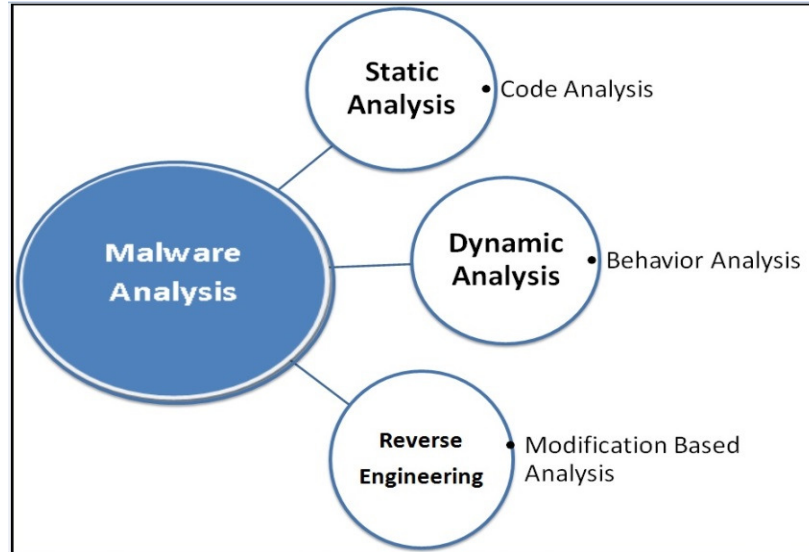 Static
Analysis
• Code Analysis
Malware
Analysis
Dynamic
Analysis
• Behavior Analysis
Reverse
Engineering
• Modification Based
Analysis